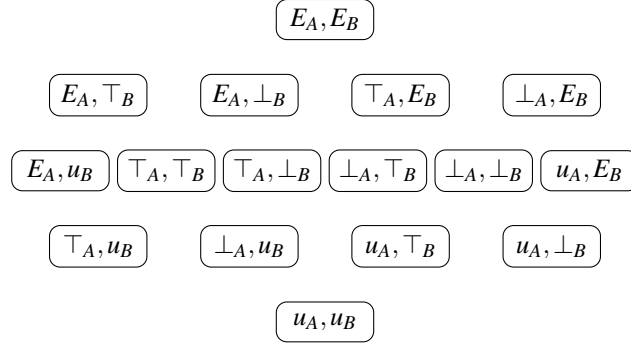 E_A, E_B
E_A, ⊤_B E_A, ⊥_B ⊤_A, E_B ⊥_A, E_B
E_A, u_B ⊤_A, ⊤_B ⊤_A, ⊥_B ⊥_A, ⊤_B ⊥_A, ⊥_B u_A, E_B
⊤_A, u_B ⊥_A, u_B u_A, ⊤_B u_A, ⊥_B
u_A, u_B